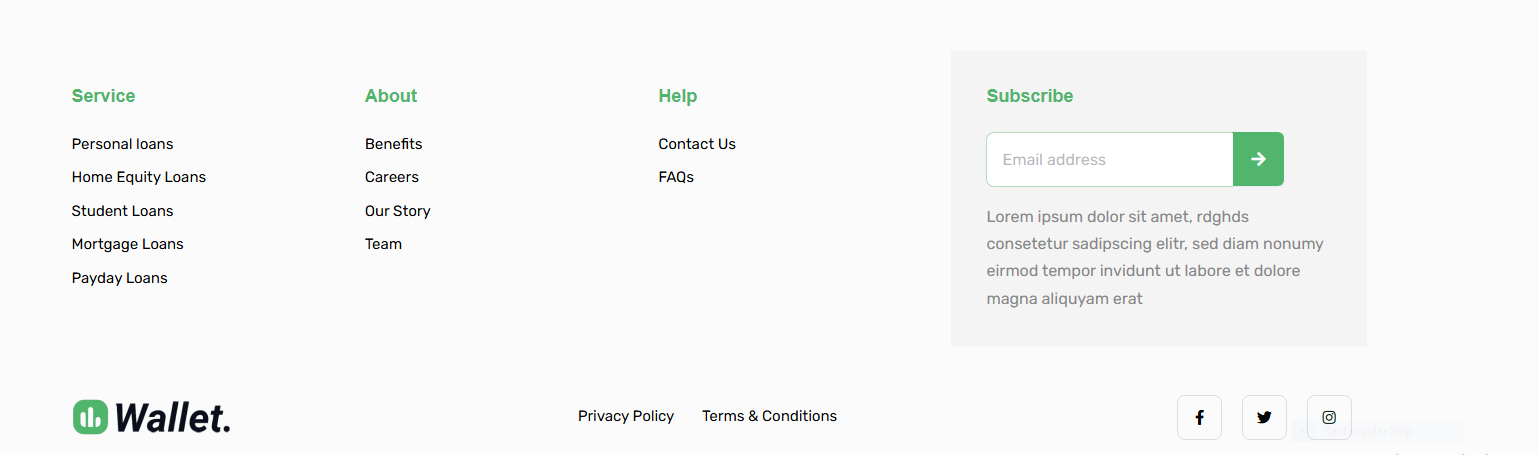 Service
Personal loans
Home Equity Loans
Student Loans
Mortgage Loans
Payday Loans
About
Benefits
Careers
Our Story
Team
Help
Contact Us
FAQs
Subscribe
Email address
Lorem ipsum dolor sit amet, rdghds
consetetur sadipscing elitr, sed diam nonumy
eirmod tempor invidunt ut labore et dolore
magna aliquyam erat
Wallet.
Privacy Policy
Terms & Conditions
Rectangular Snip